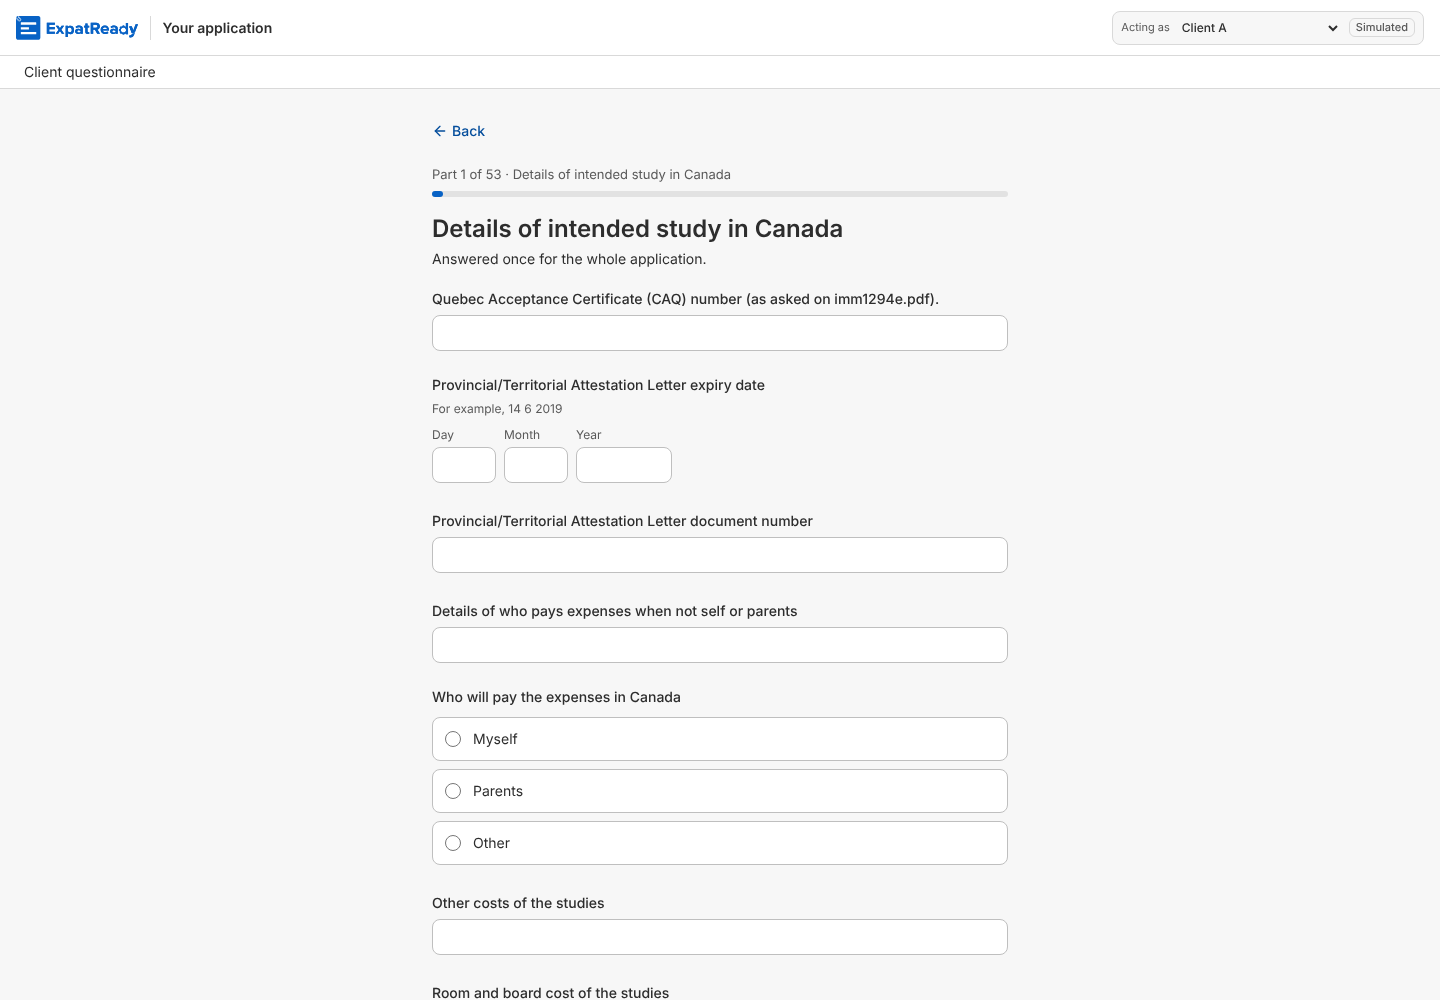 ExpatReady
Your application
Acting as Client A Simulated
Client questionnaire
← Back
Part 1 of 53 · Details of intended study in Canada
Details of intended study in Canada
Answered once for the whole application.
Quebec Acceptance Certificate (CAQ) number (as asked on imm1294e.pdf).
Provincial/Territorial Attestation Letter expiry date
For example, 14 6 2019
Day Month Year
Provincial/Territorial Attestation Letter document number
Details of who pays expenses when not self or parents
Who will pay the expenses in Canada
Myself
Parents
Other
Other costs of the studies
Room and board cost of the studies